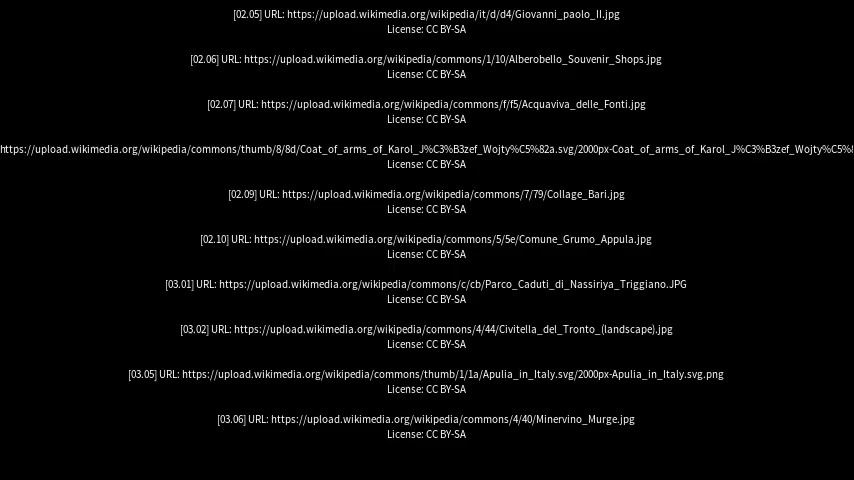 [02.05] URL: https://upload.wikimedia.org/wikipedia/it/d/d4/Giovanni_paolo_II.jpg
License: CC BY-SA
[02.06] URL: https://upload.wikimedia.org/wikipedia/commons/1/10/Alberobello_Souvenir_Shops.jpg
License: CC BY-SA
[02.07] URL: https://upload.wikimedia.org/wikipedia/commons/f/f5/Acquaviva_delle_Fonti.jpg
License: CC BY-SA
https://upload.wikimedia.org/wikipedia/commons/thumb/8/8d/Coat_of_arms_of_Karol_J%C3%B3zef_Wojty%C5%82a.svg/2000px-Coat_of_arms_of_Karol_J%C3%B3zef_Wojty%C5%8
License: CC BY-SA
[02.09] URL: https://upload.wikimedia.org/wikipedia/commons/7/79/Collage_Bari.jpg
License: CC BY-SA
[02.10] URL: https://upload.wikimedia.org/wikipedia/commons/5/5e/Comune_Grumo_Appula.jpg
License: CC BY-SA
[03.01] URL: https://upload.wikimedia.org/wikipedia/commons/c/cb/Parco_Caduti_di_Nassiriya_Triggiano.JPG
License: CC BY-SA
[03.02] URL: https://upload.wikimedia.org/wikipedia/commons/4/44/Civitella_del_Tronto_(landscape).jpg
License: CC BY-SA
[03.05] URL: https://upload.wikimedia.org/wikipedia/commons/thumb/1/1a/Apulia_in_Italy.svg/2000px-Apulia_in_Italy.svg.png
License: CC BY-SA
[03.06] URL: https://upload.wikimedia.org/wikipedia/commons/4/40/Minervino_Murge.jpg
License: CC BY-SA